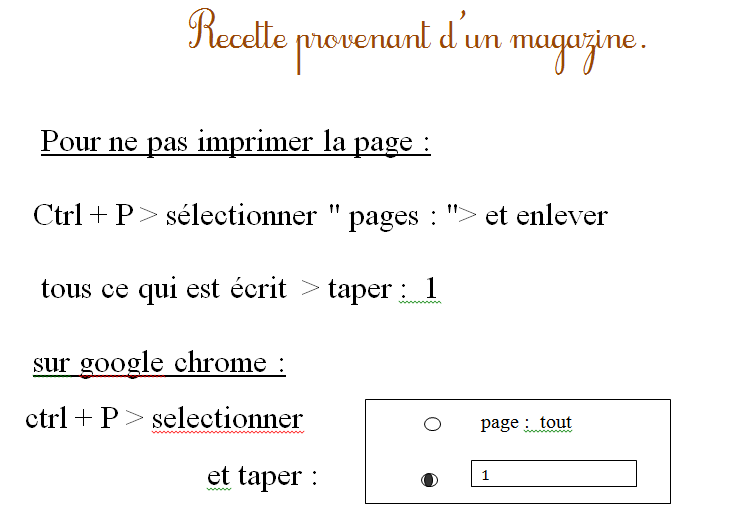 Recette provenant d'un magazine.
Pour ne pas imprimer la page :
Ctrl + P > sélectionner " pages : "> et enlever
tous ce qui est écrit > taper : 1
sur google chrome :
ctrl + P > selectionner
page : tout
et taper :
1